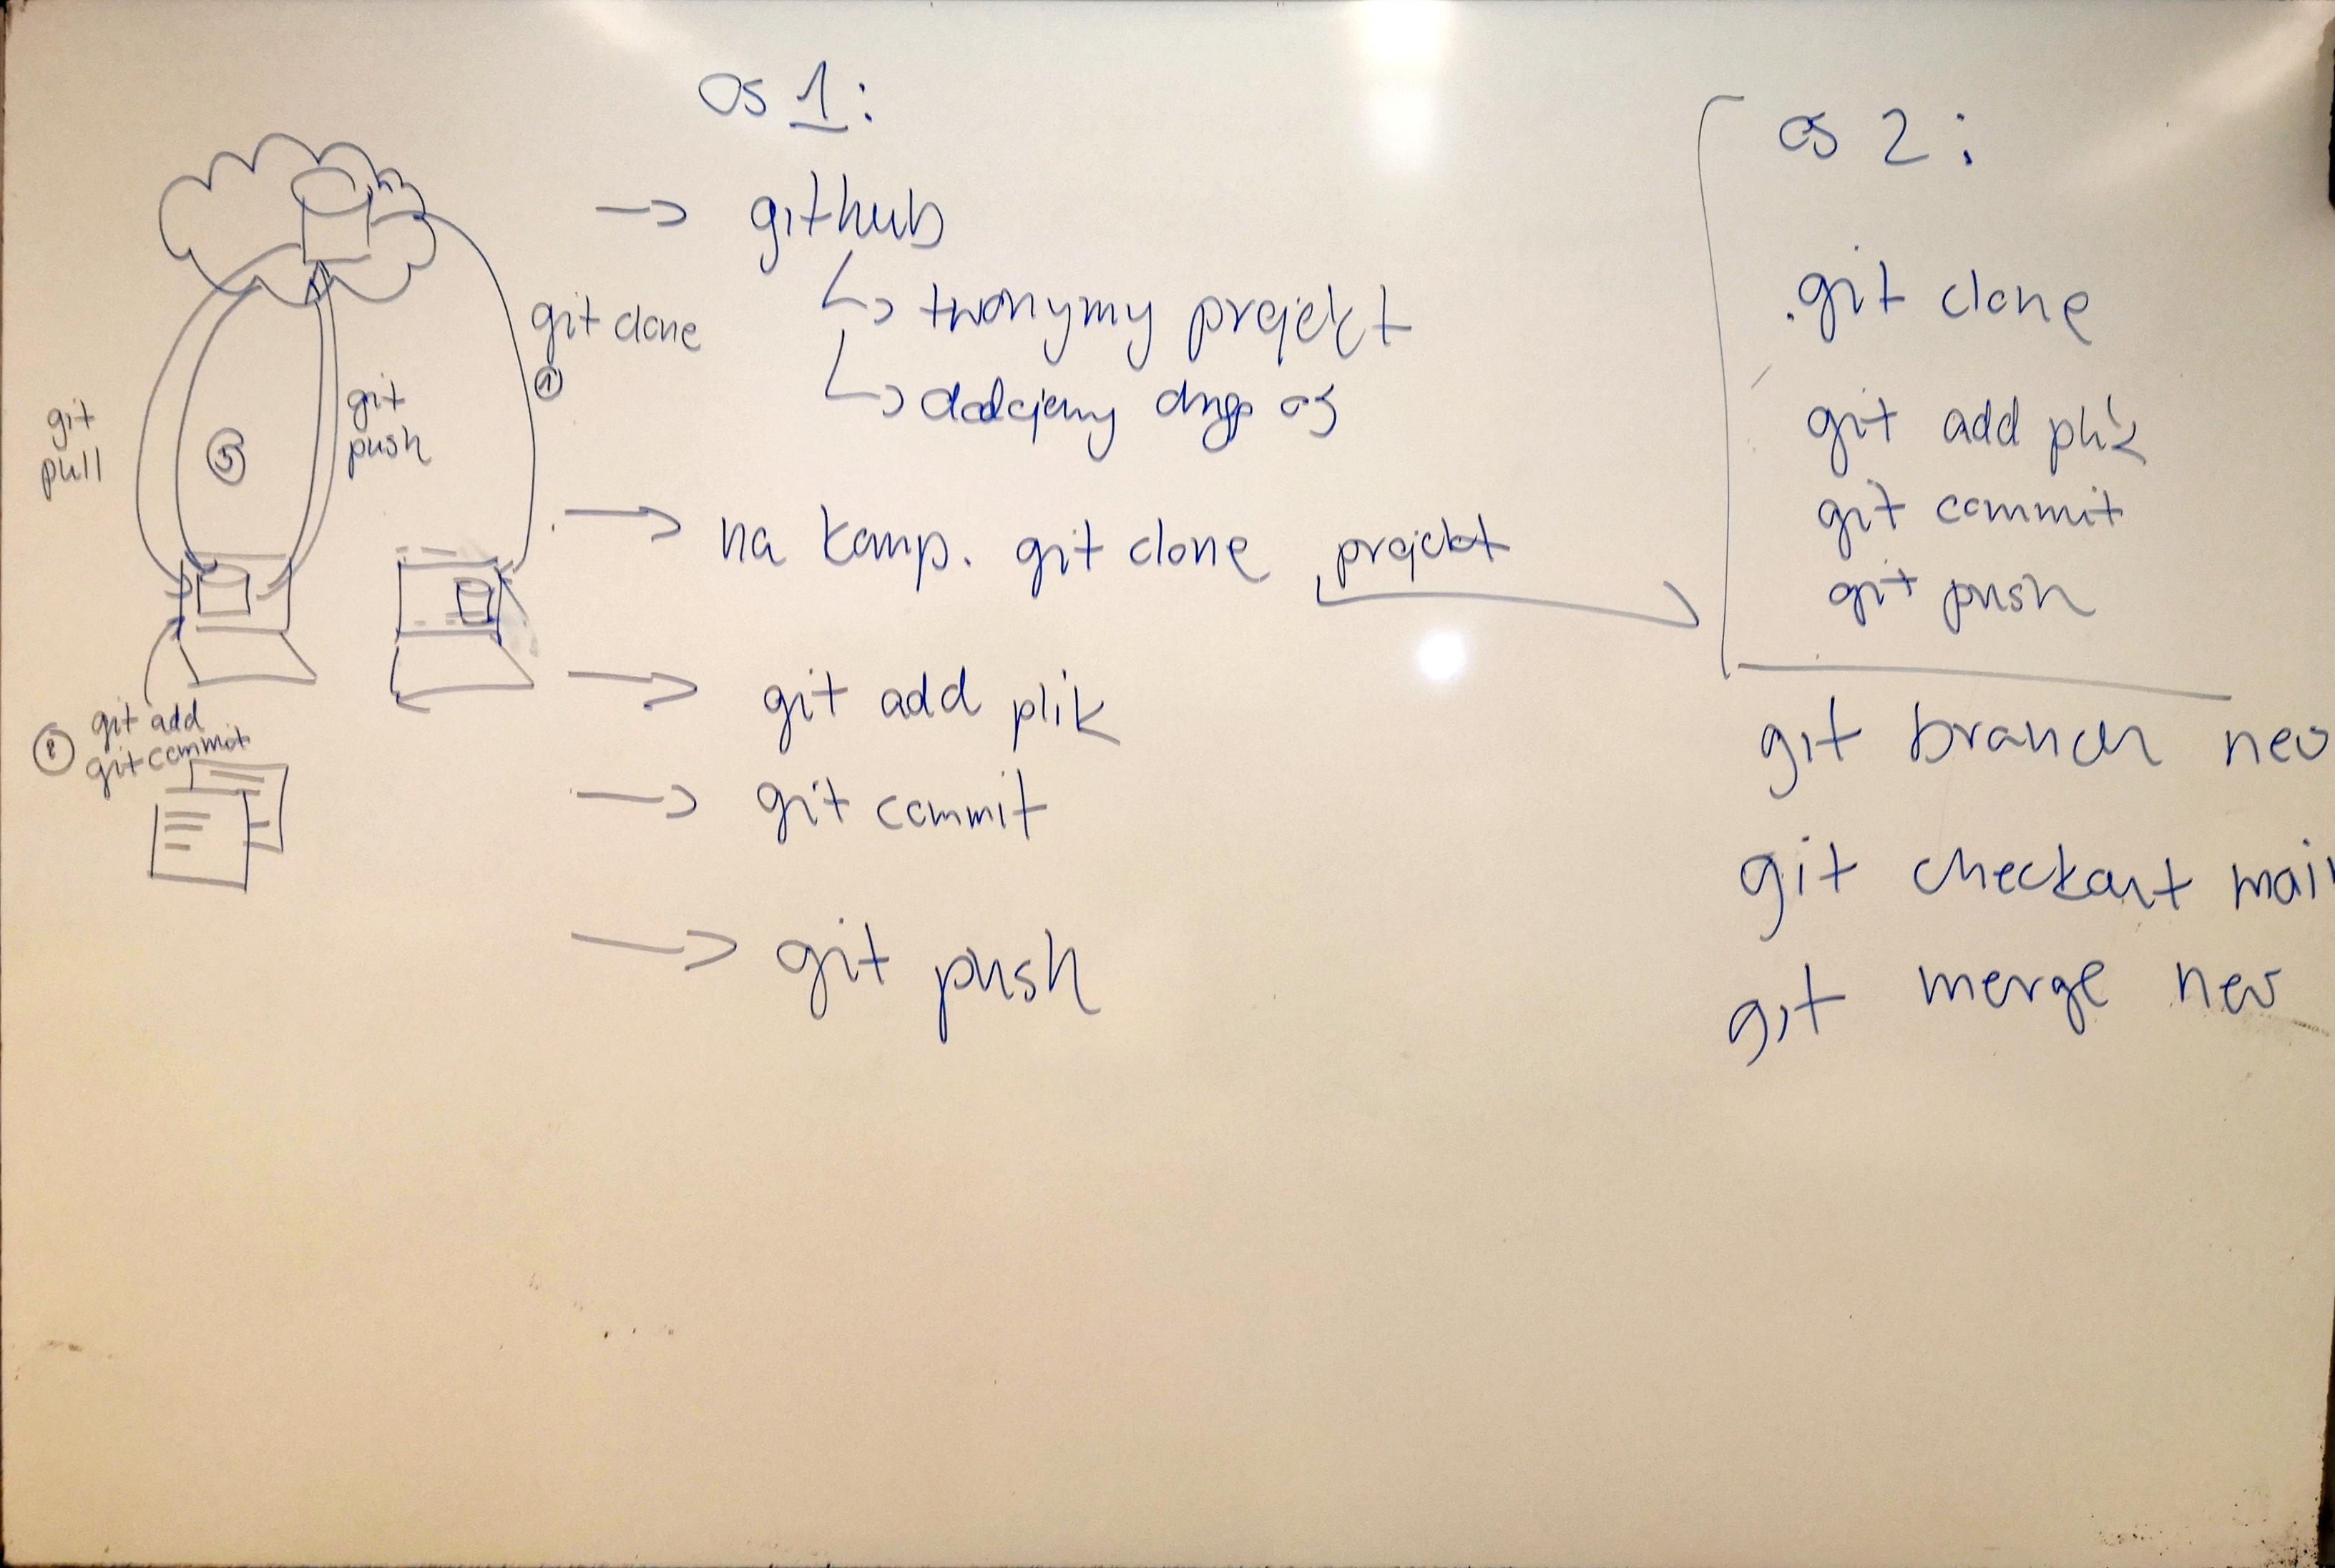 git
pull
③
git
push
git clone
①
②
git add
git commit
os 1:
→ github
↳ tworzymy projekt
↳ dodajemy drugą os
→ na komp. git clone projekt
→ git add plik
→ git commit
→ git push
os 2:
git clone
git add plik
git commit
git push
git branch new
git checkout main
git merge new